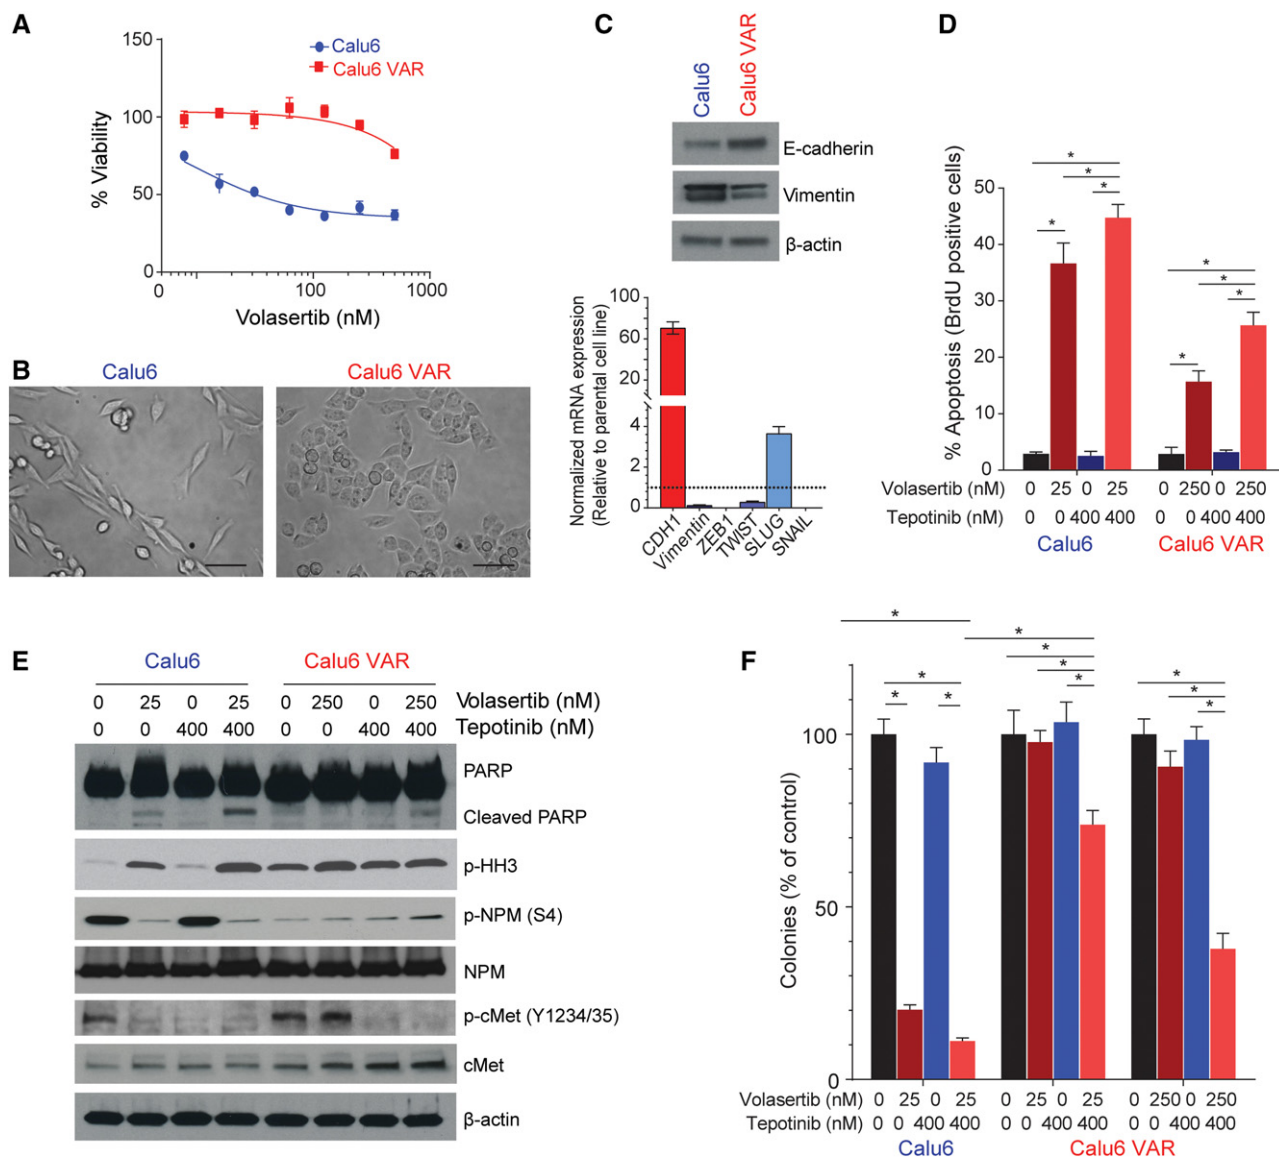 A
150
100
50
0
% Viability
Calu6
Calu6 VAR
0 100 1000
Volasertib (nM)
B
Calu6 Calu6 VAR
C
Calu6
Calu6 VAR
E-cadherin
Vimentin
β-actin
Normalized mRNA expression
(Relative to parental cell line)
100
60
20
4
2
0
CDH1
Vimentin
ZEB1
TWIST
SLUG
SNAIL
D
% Apoptosis (BrdU positive cells)
50
40
30
20
10
0
* * * *
* * * *
Volasertib (nM) 0 25 0 25 0 250 0 250
Tepotinib (nM) 0 0 400 400 0 0 400 400
Calu6 Calu6 VAR
E
Calu6 Calu6 VAR
0 25 0 25 0 250 0 250 Volasertib (nM)
0 0 400 400 0 0 400 400 Tepotinib (nM)
PARP
Cleaved PARP
p-HH3
p-NPM (S4)
NPM
p-cMet (Y1234/35)
cMet
β-actin
F
Colonies (% of control)
100
50
0
* * * * *
* * * *
* * *
Volasertib (nM) 0 25 0 25 0 25 0 25 0 250 0 250
Tepotinib (nM) 0 0 400 400 0 0 400 400 0 0 400 400
Calu6 Calu6 VAR